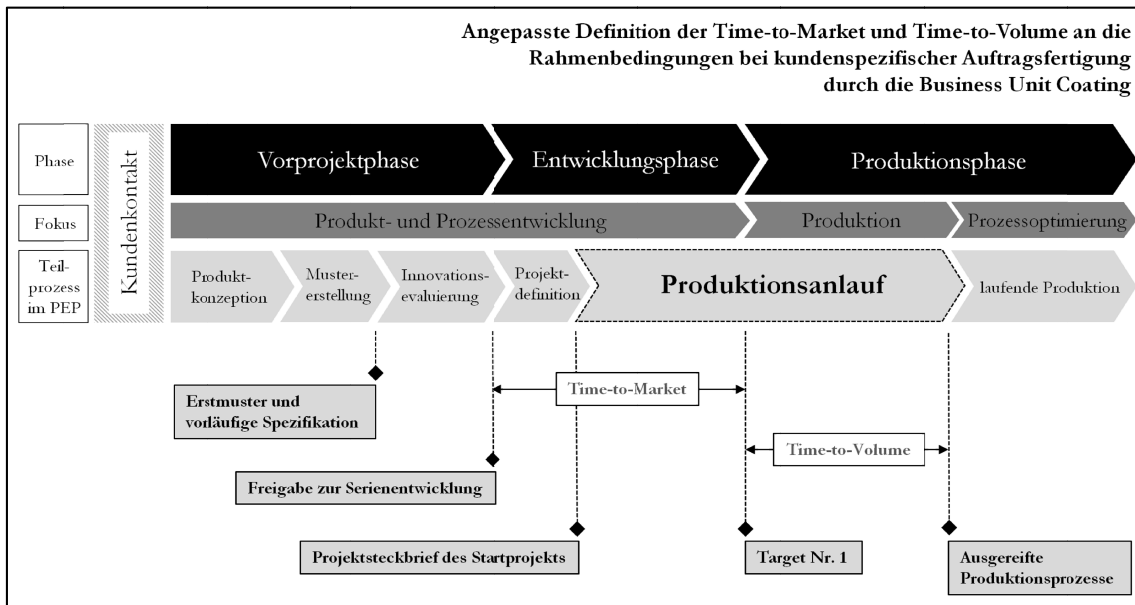 Angepasste Definition der Time-to-Market und Time-to-Volume an die
Rahmenbedingungen bei kundenspezifischer Auftragsfertigung
durch die Business Unit Coating
Phase
Kundenkontakt
Vorprojektphase
Entwicklungsphase
Produktionsphase
Fokus
Produkt- und Prozessentwicklung
Produktion
Prozessoptimierung
Teil-
prozess
im PEP
Produkt-
konzeption
Muster-
erstellung
Innovations-
evaluierung
Projekt-
definition
Produktionsanlauf
laufende Produktion
Time-to-Market
Erstmuster und
vorläufige Spezifikation
Time-to-Volume
Freigabe zur Serienentwicklung
Projektsteckbrief des Startprojekts
Target Nr. 1
Ausgereifte
Produktionsprozesse